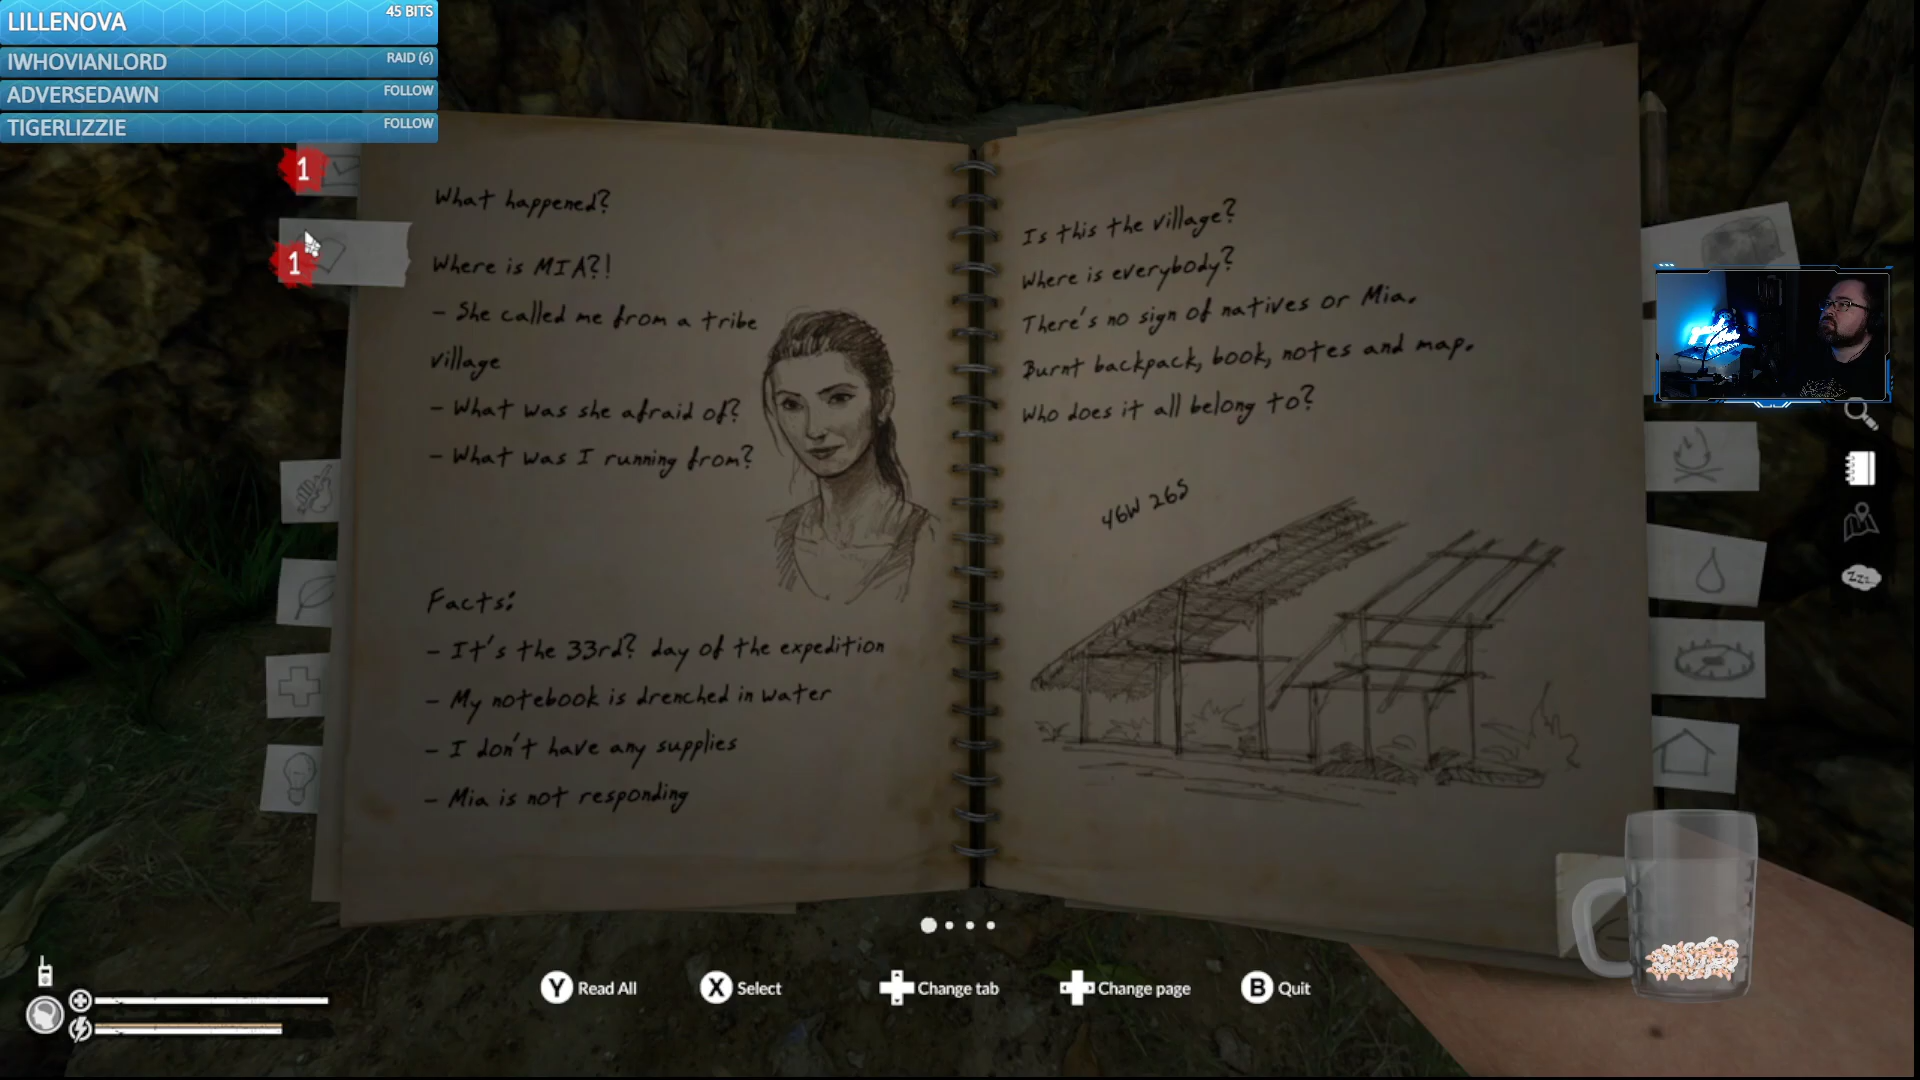 LILLENOVA 45 BITS
IWHOVIANLORD RAID (6)
ADVERSEDAWN FOLLOW
TIGERLIZZIE FOLLOW
1
1
What happened?
Where is MIA?!
- She called me from a tribe
village
- What was she afraid of?
- What was I running from?
Facts:
- It's the 33rd? day of the expedition
- My notebook is drenched in water
- I don't have any supplies
- Mia is not responding
Is this the village?
Where is everybody?
There's no sign of natives or Mia.
Burnt backpack, book, notes and map.
Who does it all belong to?
46W 26S
zzz
Y Read All
X Select
Change tab
Change page
B Quit